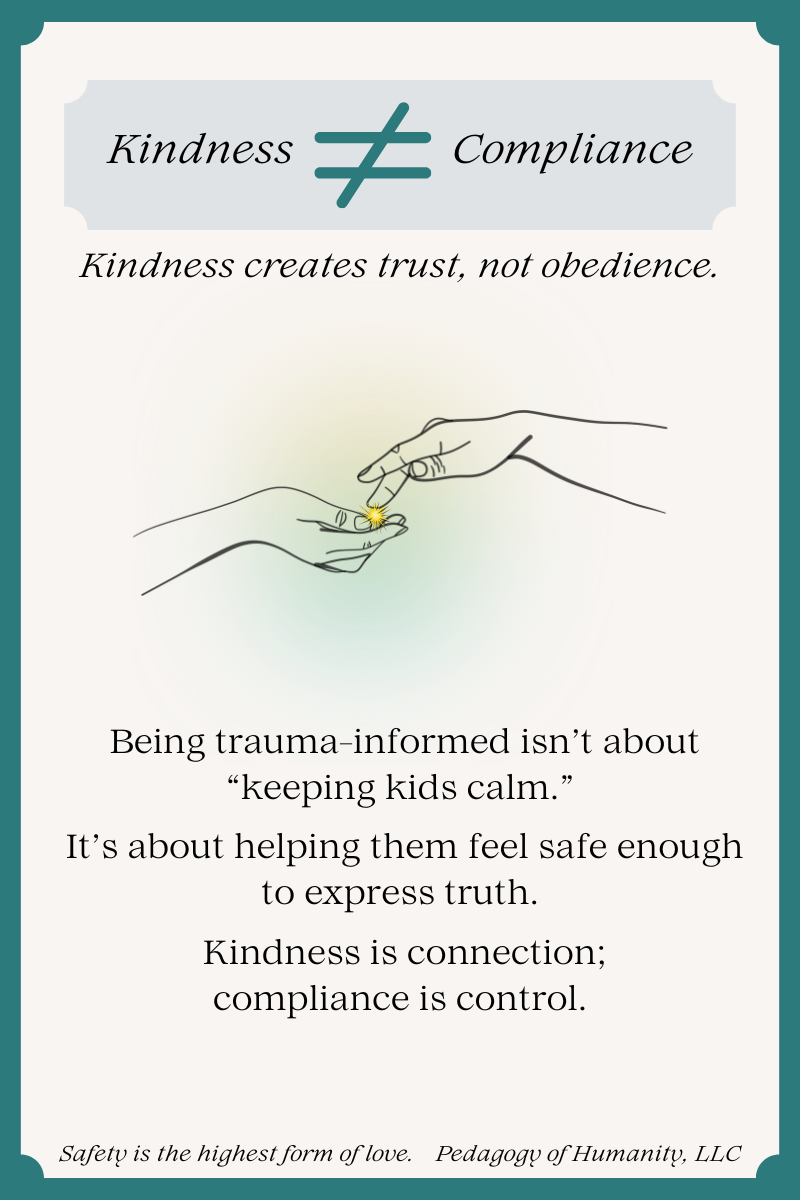 Kindness ≠ Compliance
Kindness creates trust, not obedience.
Being trauma-informed isn’t about
“keeping kids calm.”
It’s about helping them feel safe enough
to express truth.
Kindness is connection;
compliance is control.
Safety is the highest form of love. Pedagogy of Humanity, LLC